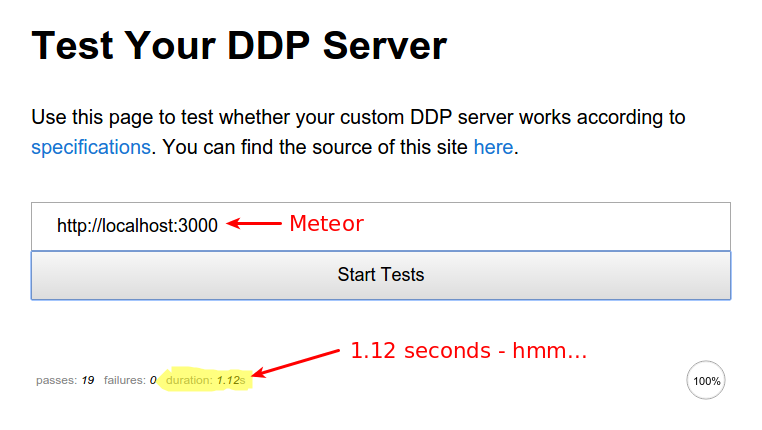 Test Your DDP Server
Use this page to test whether your custom DDP server works according to
specifications. You can find the source of this site here.
http://localhost:3000 Meteor
Start Tests
1.12 seconds - hmm...
passes: 19 failures: 0 duration: 1.12s 100%